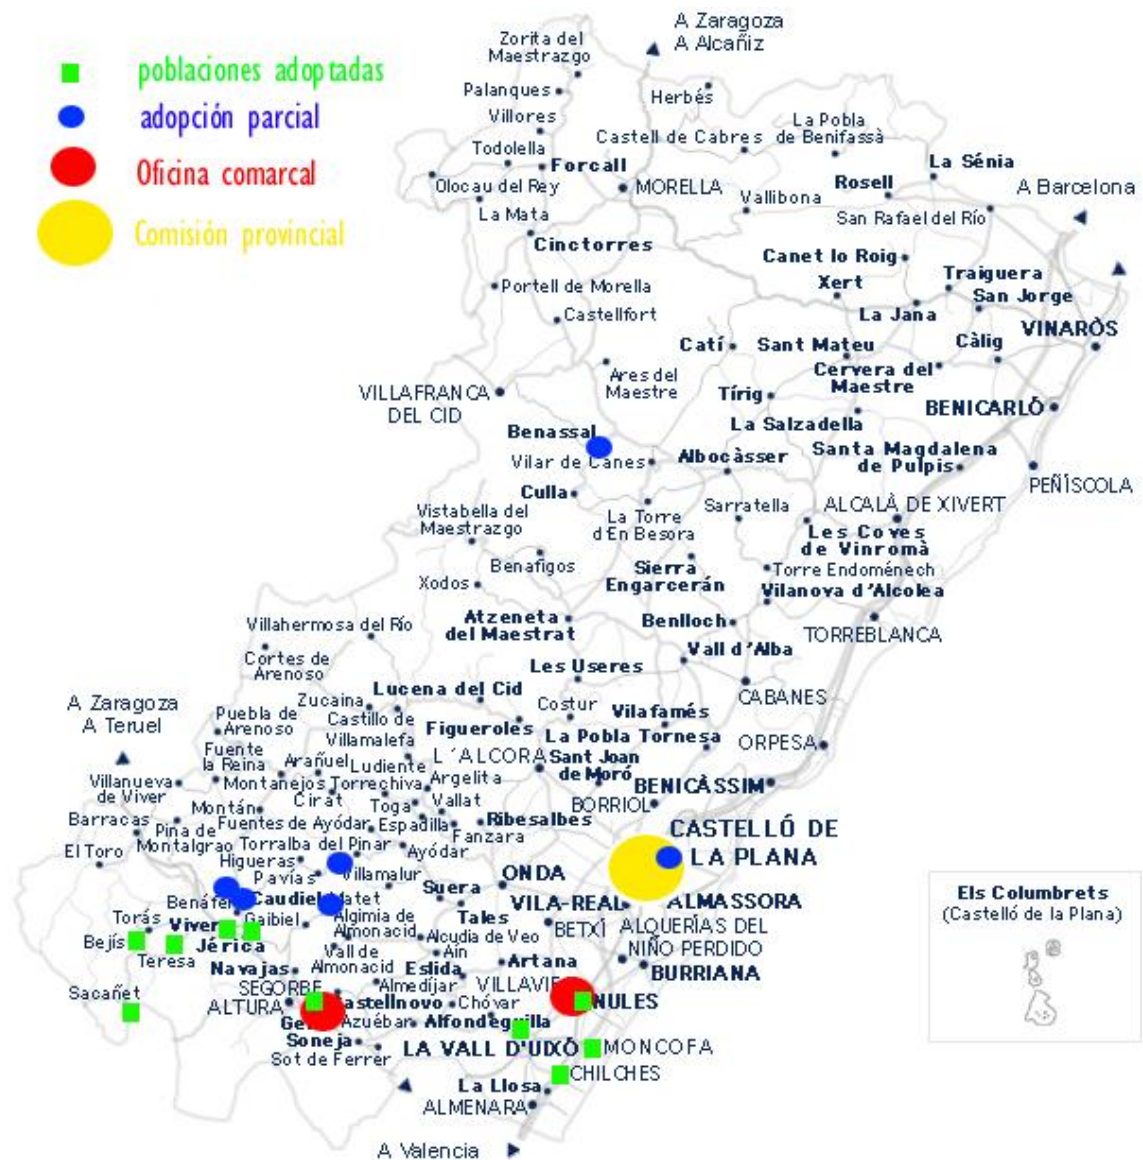 poblaciones adoptadas
adopción parcial
Oficina comarcal
Comisión provincial
A Zaragoza
A Alcañiz
Zorita del
Maestrazgo
Palanques
Herbés
Villores
La Pobla
de Benifassà
Castell de Cabres
Todolella
Forcall
La Sénia
Olocau del Rey
MORELLA
Rosell
A Barcelona
Vallibona
La Mata
San Rafael del Río
Cinctorres
Canet lo Roig
Traiguera
Xert
Portell de Morella
San Jorge
La Jana
Castellfort
VINARÒS
Catí
Sant Mateu
Càlig
Ares del
Maestre
Cervera del
Maestre
VILLAFRANCA
DEL CID
Tírig
BENICARLÒ
La Salzadella
Benassal
Santa Magdalena
de Pulpis
Vilar de Canes
Albocàsser
PEÑÍSCOLA
Culla
Sarratella
ALCALÀ DE XIVERT
Vistabella del
Maestrazgo
La Torre
d'En Besora
Les Coves
de Vinromà
Benafigos
Sierra
Engarcerán
Torre Endoménech
Xodos
Vilanova d'Alcolea
Atzeneta
del Maestrat
Benlloch
TORREBLANCA
Villahermosa del Río
Vall d'Alba
Cortes de
Arenoso
Les Useres
CABANES
Lucena del Cid
A Zaragoza
A Teruel
Zucaina
Costur
Vilafamés
Puebla de
Arenoso
Castillo de
Villamalefa
Figueroles
La Pobla Tornesa
ORPESA
Fuente
la Reina
Arañuel
Ludiente
L´ALCORA
Sant Joan
de Moró
Villanueva
de Viver
Montanejos
Torrechiva
Argelita
BENICÀSSIM
Cirat
Toga
Vallat
BORRIOL
Montán
Barracas
Pina de
Montalgrao
Fuentes de Ayódar
Espadilla
Fanzara
Ribesalbes
CASTELLÓ DE
LA PLANA
El Toro
Torralba del Pinar
Ayódar
Higueras
Pavías
Villamalur
ONDA
Els Columbrets
(Castelló de la Plana)
Caudiel
Suera
VILA-REAL
ALMASSORA
Torás
Viver
Gaibiel
Algimia de
Almonacid
Tales
BETXÍ
ALQUERÍAS DEL
NIÑO PERDIDO
Bejís
Teresa
Jérica
Vall de
Almonacid
Alcudia de Veo
Aín
Artana
BURRIANA
Navajas
Eslida
Sacañet
SEGORBE
Almedíjar
ALTURA
Chóvar
NULES
Azuébar
Alfondeguilla
Soneja
LA VALL D'UIXÒ
MONCOFA
Sot de Ferrer
CHILCHES
La Llosa
ALMENARA
A Valencia